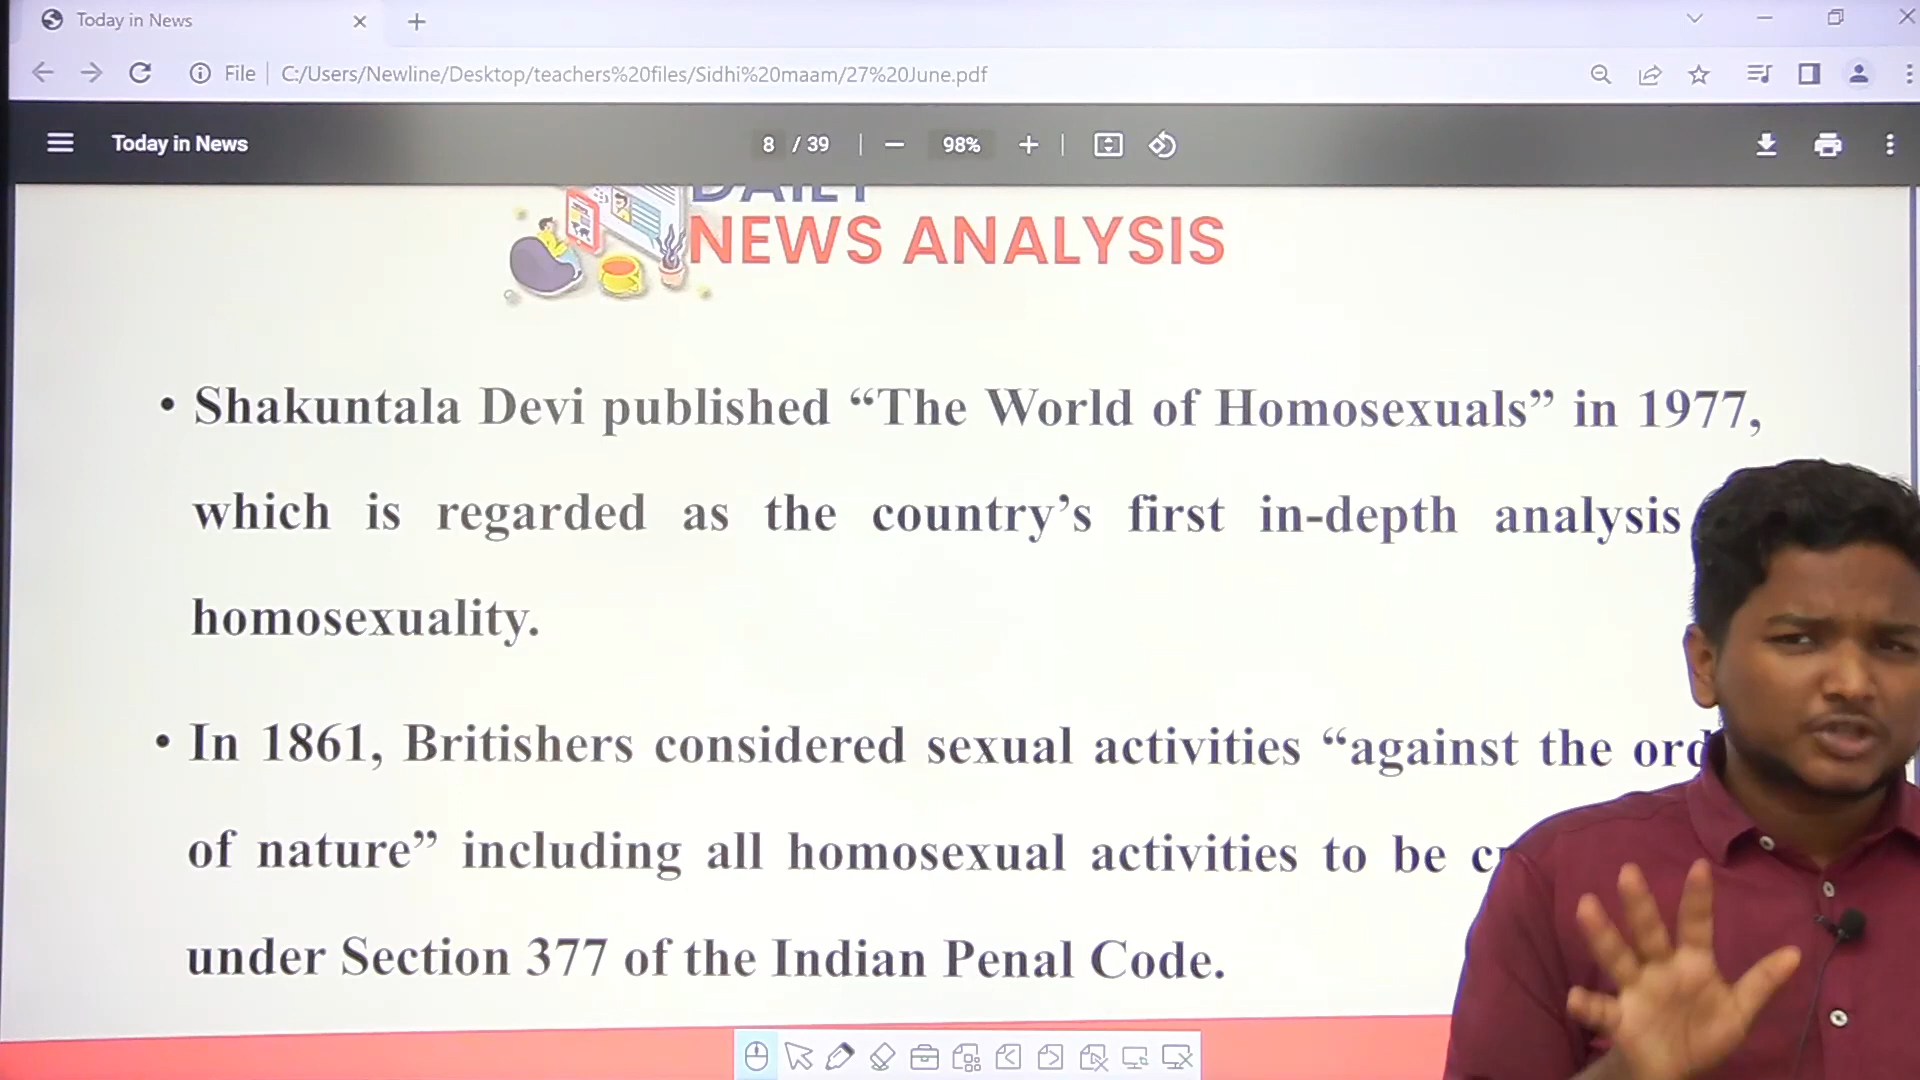 Today in News
File
C:/Users/Newline/Desktop/teachers%20files/Sidhi%20maam/27%20June.pdf
Today in News
8 / 39
98%
DAILY
NEWS ANALYSIS
• Shakuntala Devi published “The World of Homosexuals” in 1977,
which is regarded as the country’s first in-depth analysis
homosexuality.
• In 1861, Britishers considered sexual activities “against the
of nature” including all homosexual activities to be
under Section 377 of the Indian Penal Code.